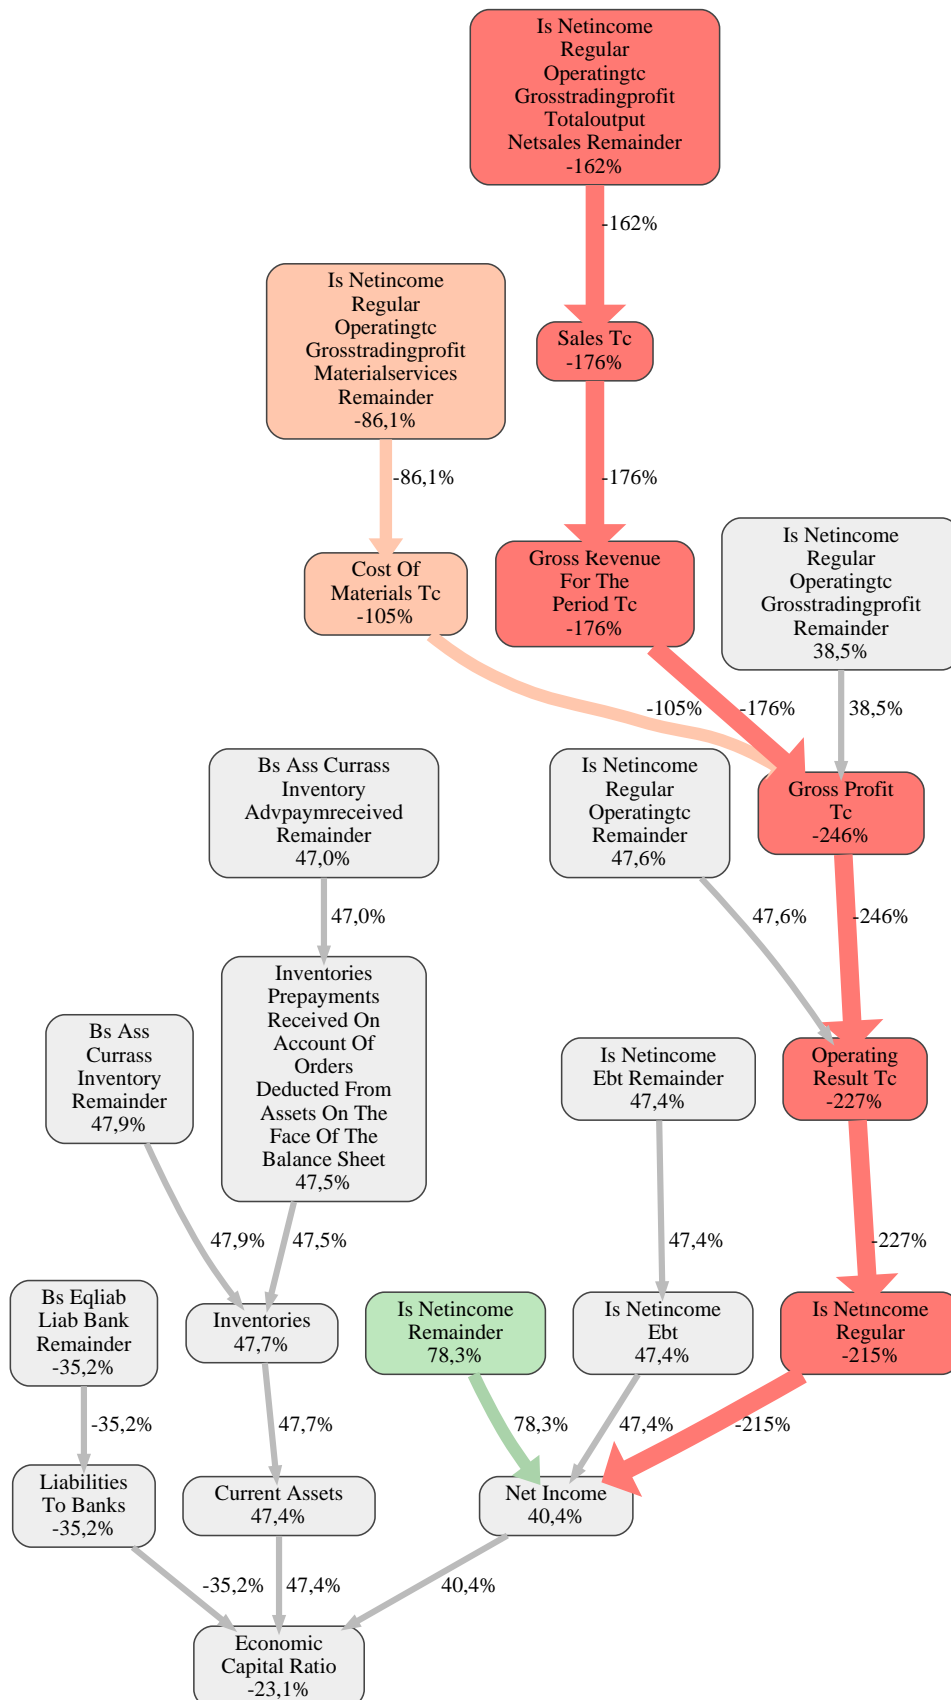 Is Netincome
Regular
Operatingtc
Grosstradingprofit
Totaloutput
Netsales Remainder
-162%
-162%
Is Netincome
Regular
Operatingtc
Grosstradingprofit
Materialservices
Remainder
-86,1%
Sales Tc
-176%
-86,1%
-176%
Is Netincome
Regular
Operatingtc
Grosstradingprofit
Remainder
38,5%
Cost Of
Materials Tc
-105%
Gross Revenue
For The
Period Tc
-176%
-105%
-176%
38,5%
Bs Ass Currass
Inventory
Advpaymreceived
Remainder
47,0%
Is Netincome
Regular
Operatingtc
Remainder
47,6%
Gross Profit
Tc
-246%
47,0%
47,6%
-246%
Inventories
Prepayments
Received On
Account Of
Orders
Deducted From
Assets On The
Face Of The
Balance Sheet
47,5%
Bs Ass
Currass
Inventory
Remainder
47,9%
Is Netincome
Ebt Remainder
47,4%
Operating
Result Tc
-227%
47,9%
47,5%
47,4%
-227%
Bs Eqliab
Liab Bank
Remainder
-35,2%
Inventories
47,7%
Is Netincome
Remainder
78,3%
Is Netincome
Ebt
47,4%
Is Netincome
Regular
-215%
-35,2%
47,7%
78,3%
47,4%
-215%
Liabilities
To Banks
-35,2%
Current Assets
47,4%
Net Income
40,4%
-35,2%
47,4%
40,4%
Economic
Capital Ratio
-23,1%